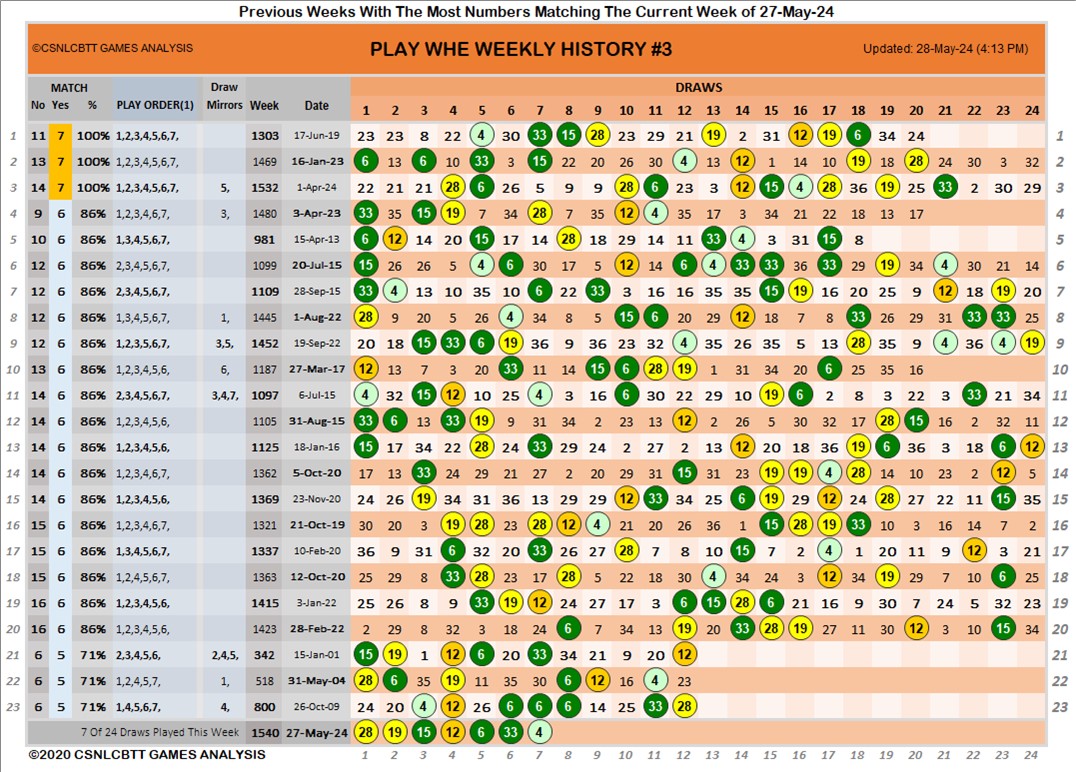 Previous Weeks With The Most Numbers Matching The Current Week of 27-May-24
©CSNLCBTT GAMES ANALYSIS PLAY WHE WEEKLY HISTORY #3 Updated: 28-May-24 (4:13 PM)
MATCH Draw DRAWS
No Yes % PLAY ORDER(1) Mirrors Week Date 1 2 3 4 5 6 7 8 9 10 11 12 13 14 15 16 17 18 19 20 21 22 23 24
1 11 7 100% 1,2,3,4,5,6,7, 1303 17-Jun-19 23 23 8 22 4 30 33 15 28 23 29 21 19 2 31 12 19 6 34 24 1
2 13 7 100% 1,2,3,4,5,6,7, 1469 16-Jan-23 6 13 6 10 33 3 15 22 20 26 30 4 13 12 1 14 10 19 18 28 24 30 3 32 2
3 14 7 100% 1,2,3,4,5,6,7, 5, 1532 1-Apr-24 22 21 21 28 6 26 5 9 9 28 6 23 3 12 15 4 28 36 19 25 33 2 30 29 3
4 9 6 86% 1,2,3,4,6,7, 3, 1480 3-Apr-23 33 35 15 19 7 34 28 7 35 12 4 35 17 3 34 21 22 18 13 17 4
5 10 6 86% 1,3,4,5,6,7, 981 15-Apr-13 6 12 14 20 15 17 14 28 18 29 14 11 33 4 3 31 15 8 5
6 12 6 86% 2,3,4,5,6,7, 1099 20-Jul-15 15 26 26 5 4 6 30 17 5 12 14 6 4 33 33 36 33 29 19 34 4 30 21 14 6
7 12 6 86% 2,3,4,5,6,7, 1109 28-Sep-15 33 4 13 10 35 10 6 22 33 3 16 16 35 35 15 19 16 20 25 9 12 18 19 20 7
8 12 6 86% 1,3,4,5,6,7, 1, 1445 1-Aug-22 28 9 20 5 26 4 34 8 5 15 6 20 29 12 18 7 8 33 26 29 31 33 33 25 8
9 12 6 86% 1,2,3,5,6,7, 3,5, 1452 19-Sep-22 20 18 15 33 6 19 36 9 36 23 32 4 35 26 35 5 13 28 35 9 4 36 4 19 9
10 13 6 86% 1,2,3,4,5,6, 6, 1187 27-Mar-17 12 13 7 3 20 33 11 14 15 6 28 19 1 31 34 20 6 20 35 16 10
11 14 6 86% 2,3,4,5,6,7, 3,4,7, 1097 6-Jul-15 4 32 15 12 10 25 4 3 16 6 30 22 29 10 19 6 2 8 3 22 3 33 21 34 11
12 14 6 86% 1,2,3,4,5,6, 1105 31-Aug-15 33 6 13 33 19 9 31 34 2 23 13 12 2 26 5 30 32 17 28 15 16 2 32 11 12
13 14 6 86% 1,2,3,4,5,6, 1125 18-Jan-16 15 17 34 22 28 24 33 29 24 2 27 2 13 12 20 18 36 19 6 36 3 18 6 12 13
14 14 6 86% 1,2,3,4,6,7, 1362 5-Oct-20 17 13 33 24 29 21 27 2 20 29 31 15 31 23 19 19 4 28 14 10 23 2 12 5 14
15 14 6 86% 1,2,3,4,5,6, 1369 23-Nov-20 24 26 19 34 31 36 13 29 29 12 33 34 25 6 19 29 12 24 28 27 22 11 15 35 15
16 15 6 86% 1,2,3,4,6,7, 1321 21-Oct-19 30 20 3 19 28 23 28 12 4 21 20 26 36 1 15 28 19 33 10 3 16 14 7 2 16
17 15 6 86% 1,3,4,5,6,7, 1337 10-Feb-20 36 9 31 6 32 20 33 26 27 28 7 8 10 15 7 2 4 1 20 11 9 12 3 21 17
18 15 6 86% 1,2,4,5,6,7, 1363 12-Oct-20 25 29 8 33 28 23 17 28 5 22 18 30 4 34 24 3 12 34 19 29 7 10 6 25 18
19 16 6 86% 1,2,3,4,5,6, 1415 3-Jan-22 25 26 8 9 33 19 12 24 27 17 3 6 15 28 6 21 16 9 30 7 24 5 32 23 19
20 16 6 86% 1,2,3,4,5,6, 1423 28-Feb-22 2 29 8 32 3 18 24 6 7 34 13 19 20 33 28 19 27 11 30 12 3 10 15 34 20
21 6 5 71% 2,3,4,5,6, 2,4,5, 342 15-Jan-01 15 19 1 12 6 20 33 34 21 9 20 12 21
22 6 5 71% 1,2,4,5,7, 1, 518 31-May-04 28 6 35 19 11 35 30 6 12 16 4 23 22
23 6 5 71% 1,4,5,6,7, 4, 800 26-Oct-09 24 20 4 12 26 6 6 6 14 25 33 28 23
7 Of 24 Draws Played This Week 1540 27-May-24 28 19 15 12 6 33 4
©2020 CSNLCBTT GAMES ANALYSIS 1 2 3 4 5 6 7 8 9 10 11 12 13 14 15 16 17 18 19 20 21 22 23 24